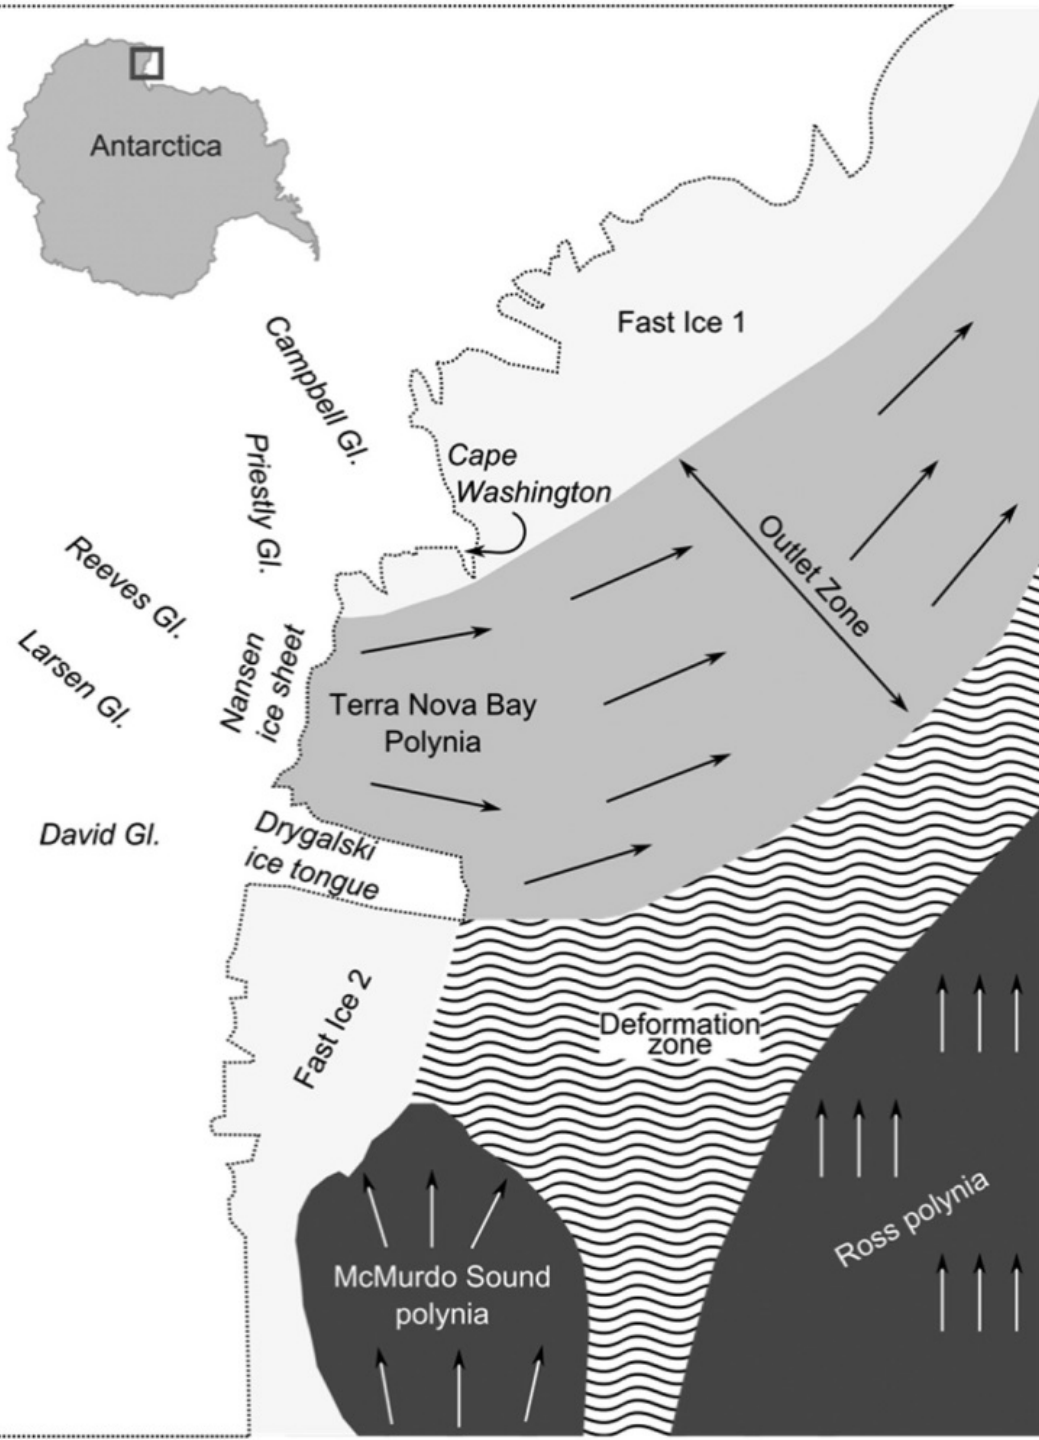 Antarctica
Campbell Gl.
Priestly Gl.
Reeves Gl.
Larsen Gl.
David Gl.
Nansen
ice sheet
Drygalski
ice tongue
Cape
Washington
Fast Ice 1
Outlet Zone
Terra Nova Bay
Polynia
Fast Ice 2
Deformation
zone
McMurdo Sound
polynia
Ross polynia